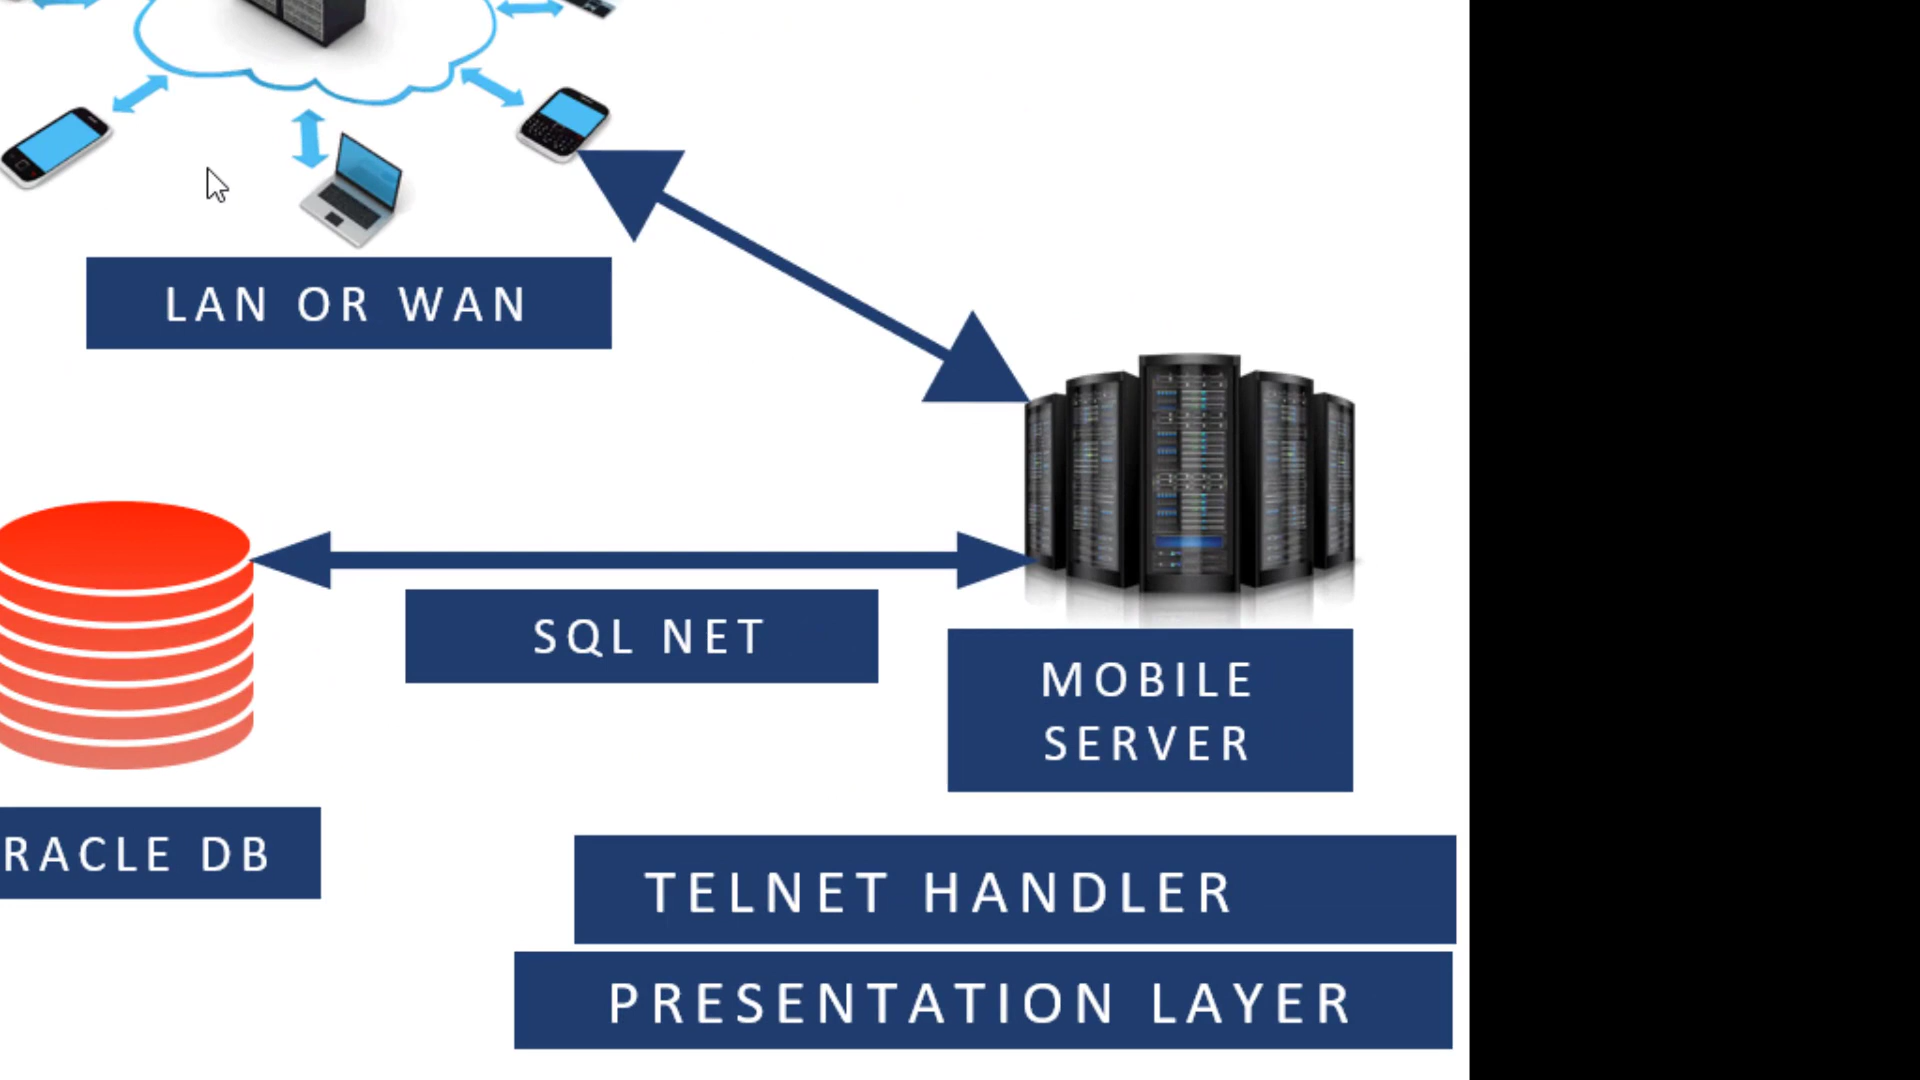 LAN OR WAN
SQL NET
MOBILE
SERVER
RACLE DB
TELNET HANDLER
PRESENTATION LAYER